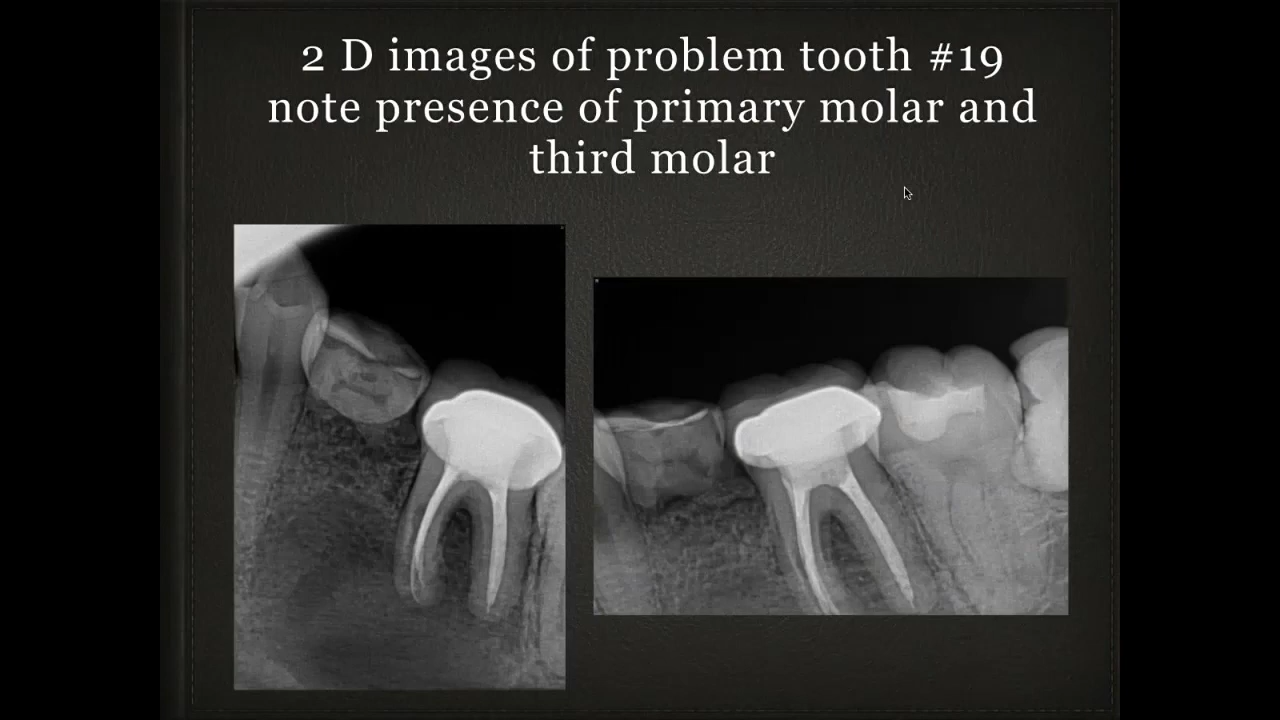 2 D images of problem tooth #19
note presence of primary molar and
third molar